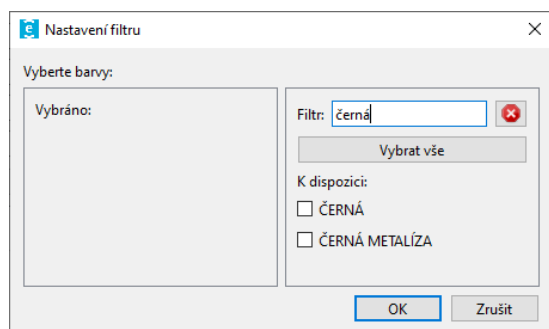 Nastavení filtru
Vyberte barvy:
Vybráno:
Filtr: černá
Vybrat vše
K dispozici:
ČERNÁ
ČERNÁ METALÍZA
OK Zrušit